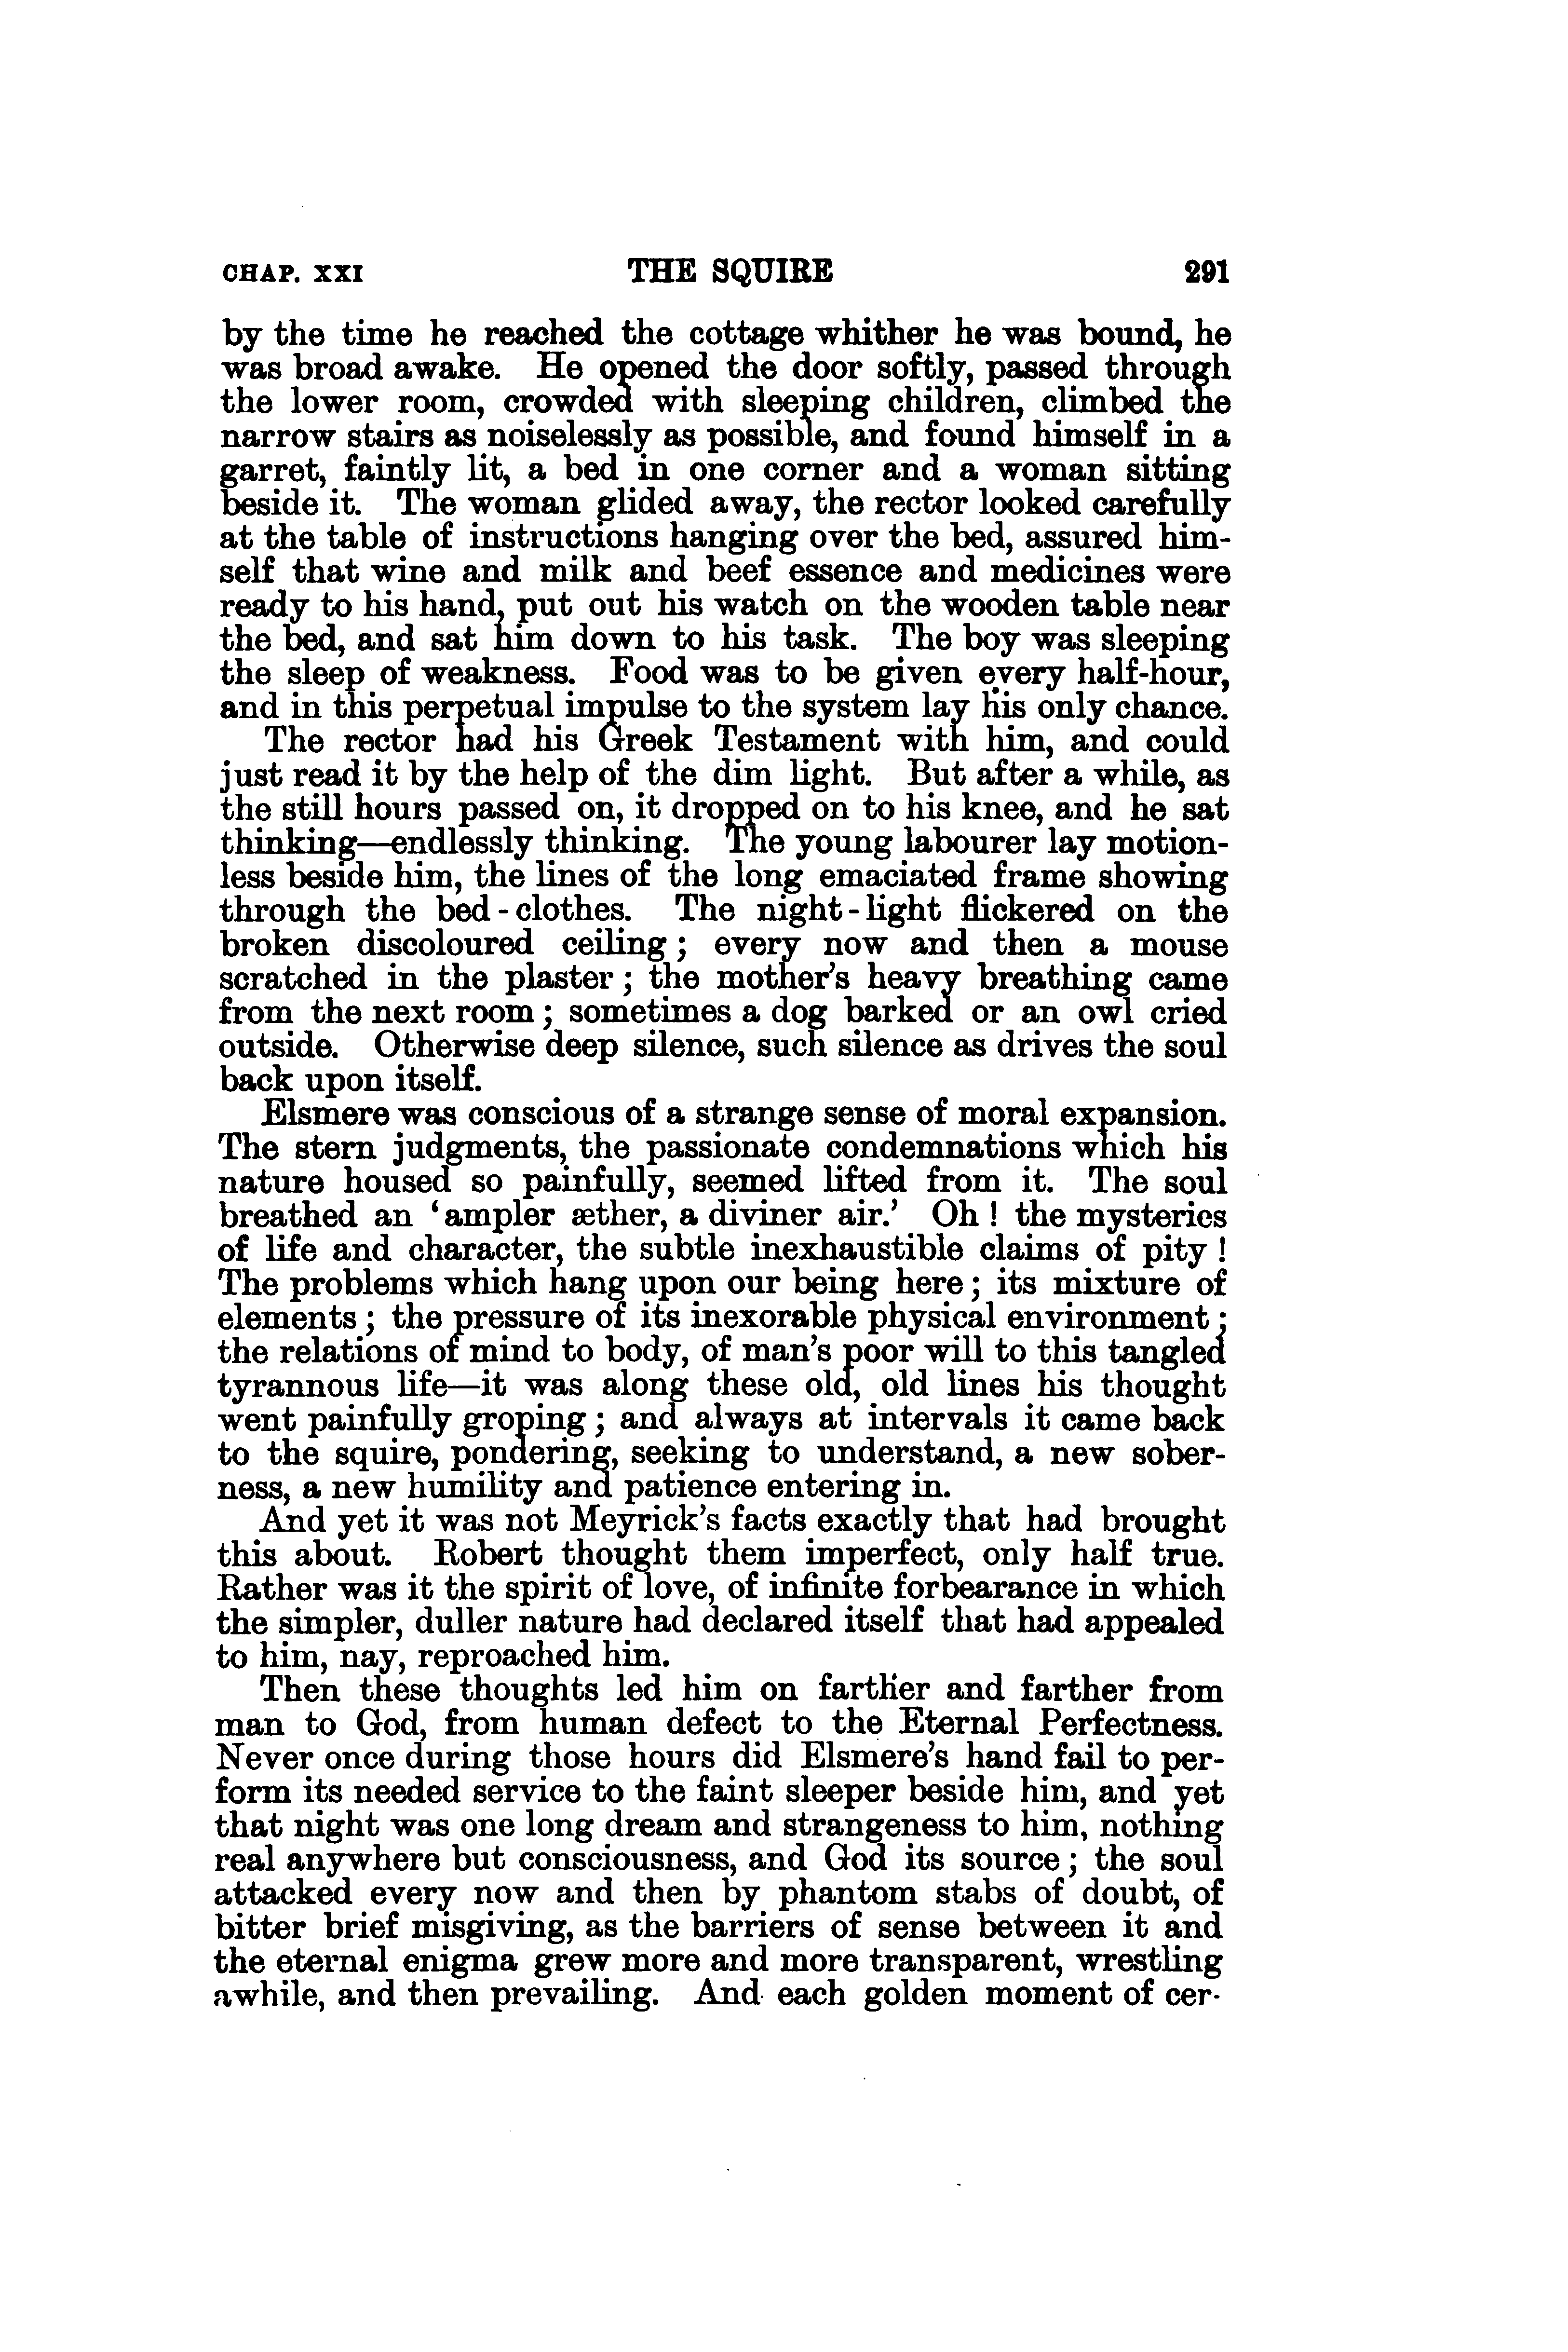 CHAP. XXI THE SQUIRE 291
by the time he reached the cottage whither he was bound, he
was broad awake. He opened the door softly, passed through
the lower room, crowded with sleeping children, climbed the
narrow stairs as noiselessly as possible, and found himself in a
garret, faintly lit, a bed in one corner and a woman sitting
beside it. The woman glided away, the rector looked carefully
at the table of instructions hanging over the bed, assured him-
self that wine and milk and beef essence and medicines were
ready to his hand, put out his watch on the wooden table near
the bed, and sat him down to his task. The boy was sleeping
the sleep of weakness. Food was to be given every half-hour,
and in this perpetual impulse to the system lay his only chance.
The rector had his Greek Testament with him, and could
just read it by the help of the dim light. But after a while, as
the still hours passed on, it dropped on to his knee, and he sat
thinking—endlessly thinking. The young labourer lay motion-
less beside him, the lines of the long emaciated frame showing
through the bed-clothes. The night-light flickered on the
broken discoloured ceiling; every now and then a mouse
scratched in the plaster; the mother's heavy breathing came
from the next room; sometimes a dog barked or an owl cried
outside. Otherwise deep silence, such silence as drives the soul
back upon itself.
Elsmere was conscious of a strange sense of moral expansion.
The stern judgments, the passionate condemnations which his
nature housed so painfully, seemed lifted from it. The soul
breathed an 'ampler æther, a diviner air.' Oh! the mysteries
of life and character, the subtle inexhaustible claims of pity!
The problems which hang upon our being here; its mixture of
elements; the pressure of its inexorable physical environment;
the relations of mind to body, of man's poor will to this tangled
tyrannous life—it was along these old, old lines his thought
went painfully groping; and always at intervals it came back
to the squire, pondering, seeking to understand, a new sober-
ness, a new humility and patience entering in.
And yet it was not Meyrick's facts exactly that had brought
this about. Robert thought them imperfect, only half true.
Rather was it the spirit of love, of infinite forbearance in which
the simpler, duller nature had declared itself that had appealed
to him, nay, reproached him.
Then these thoughts led him on farther and farther from
man to God, from human defect to the Eternal Perfectness.
Never once during those hours did Elsmere's hand fail to per-
form its needed service to the faint sleeper beside him, and yet
that night was one long dream and strangeness to him, nothing
real anywhere but consciousness, and God its source; the soul
attacked every now and then by phantom stabs of doubt, of
bitter brief misgiving, as the barriers of sense between it and
the eternal enigma grew more and more transparent, wrestling
awhile, and then prevailing. And each golden moment of cer-